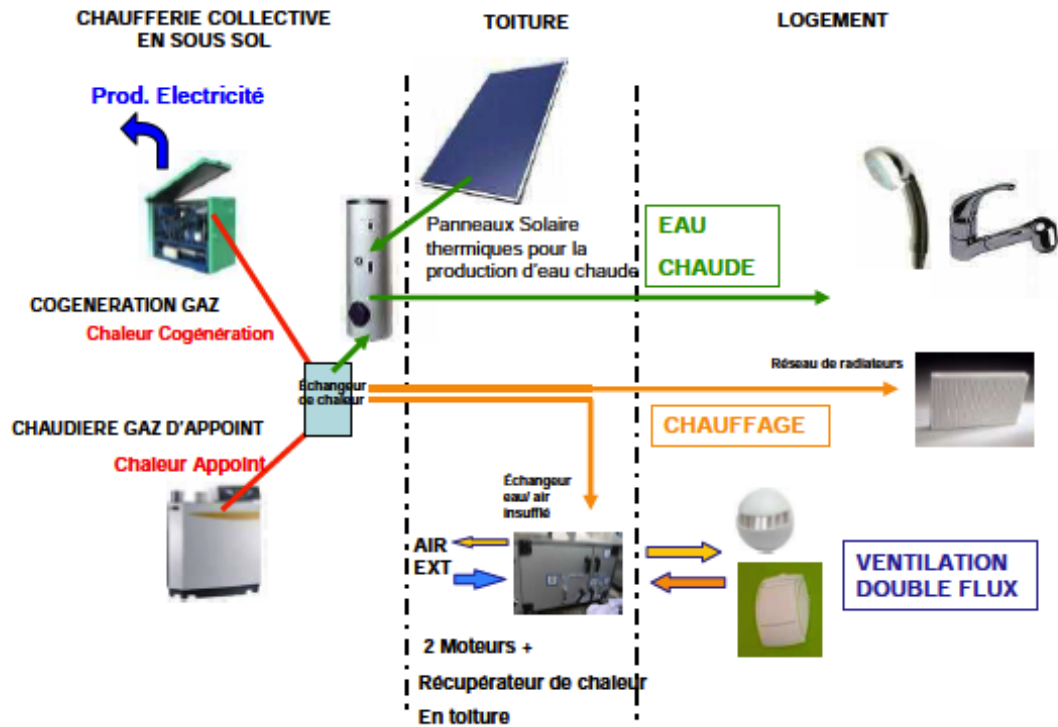 CHAUFFERIE COLLECTIVE
EN SOUS SOL
TOITURE
LOGEMENT
Prod. Electricité
Panneaux Solaire
thermiques pour la
production d'eau chaude
EAU
CHAUDE
COGENERATION GAZ
Chaleur Cogénération
Échangeur
de chaleur
Réseau de radiateurs
CHAUDIERE GAZ D'APPOINT
Chaleur Appoint
CHAUFFAGE
Échangeur
eau/ air
insufflé
AIR
EXT
VENTILATION
DOUBLE FLUX
2 Moteurs +
Récupérateur de chaleur
En toiture